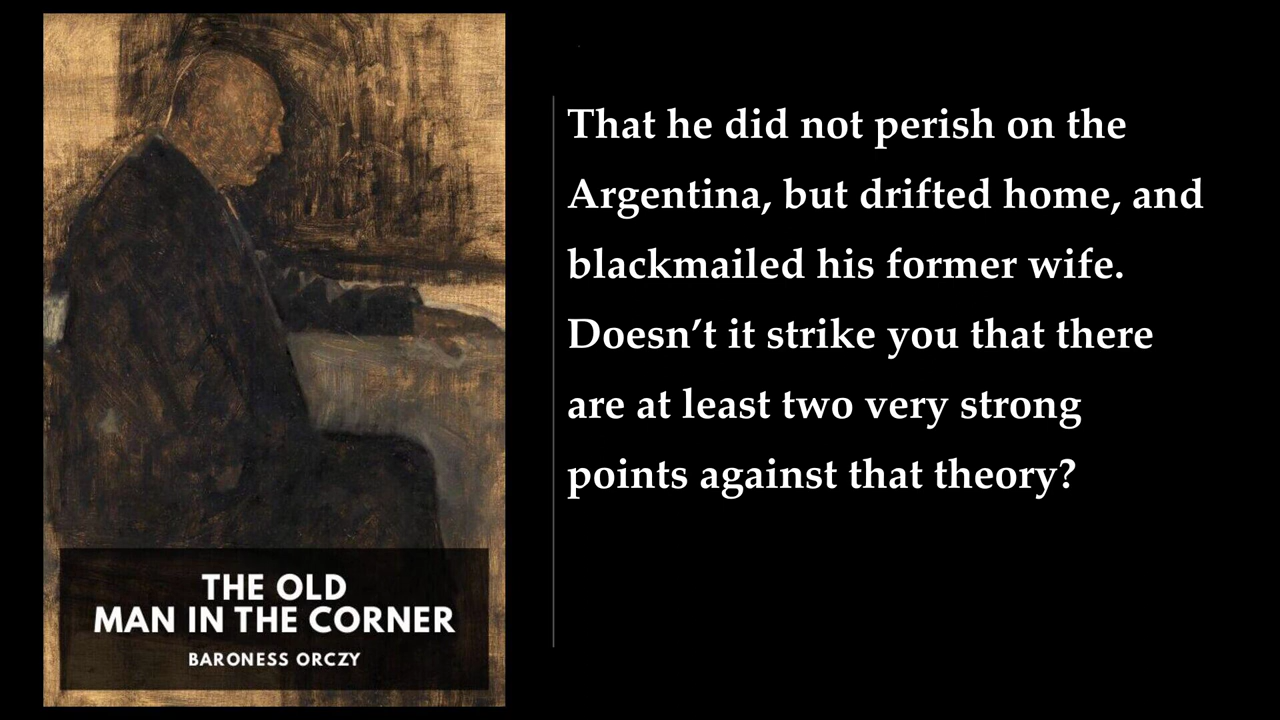 That he did not perish on the
Argentina, but drifted home, and
blackmailed his former wife.
Doesn’t it strike you that there
are at least two very strong
points against that theory?
THE OLD
MAN IN THE CORNER
BARONESS ORCZY